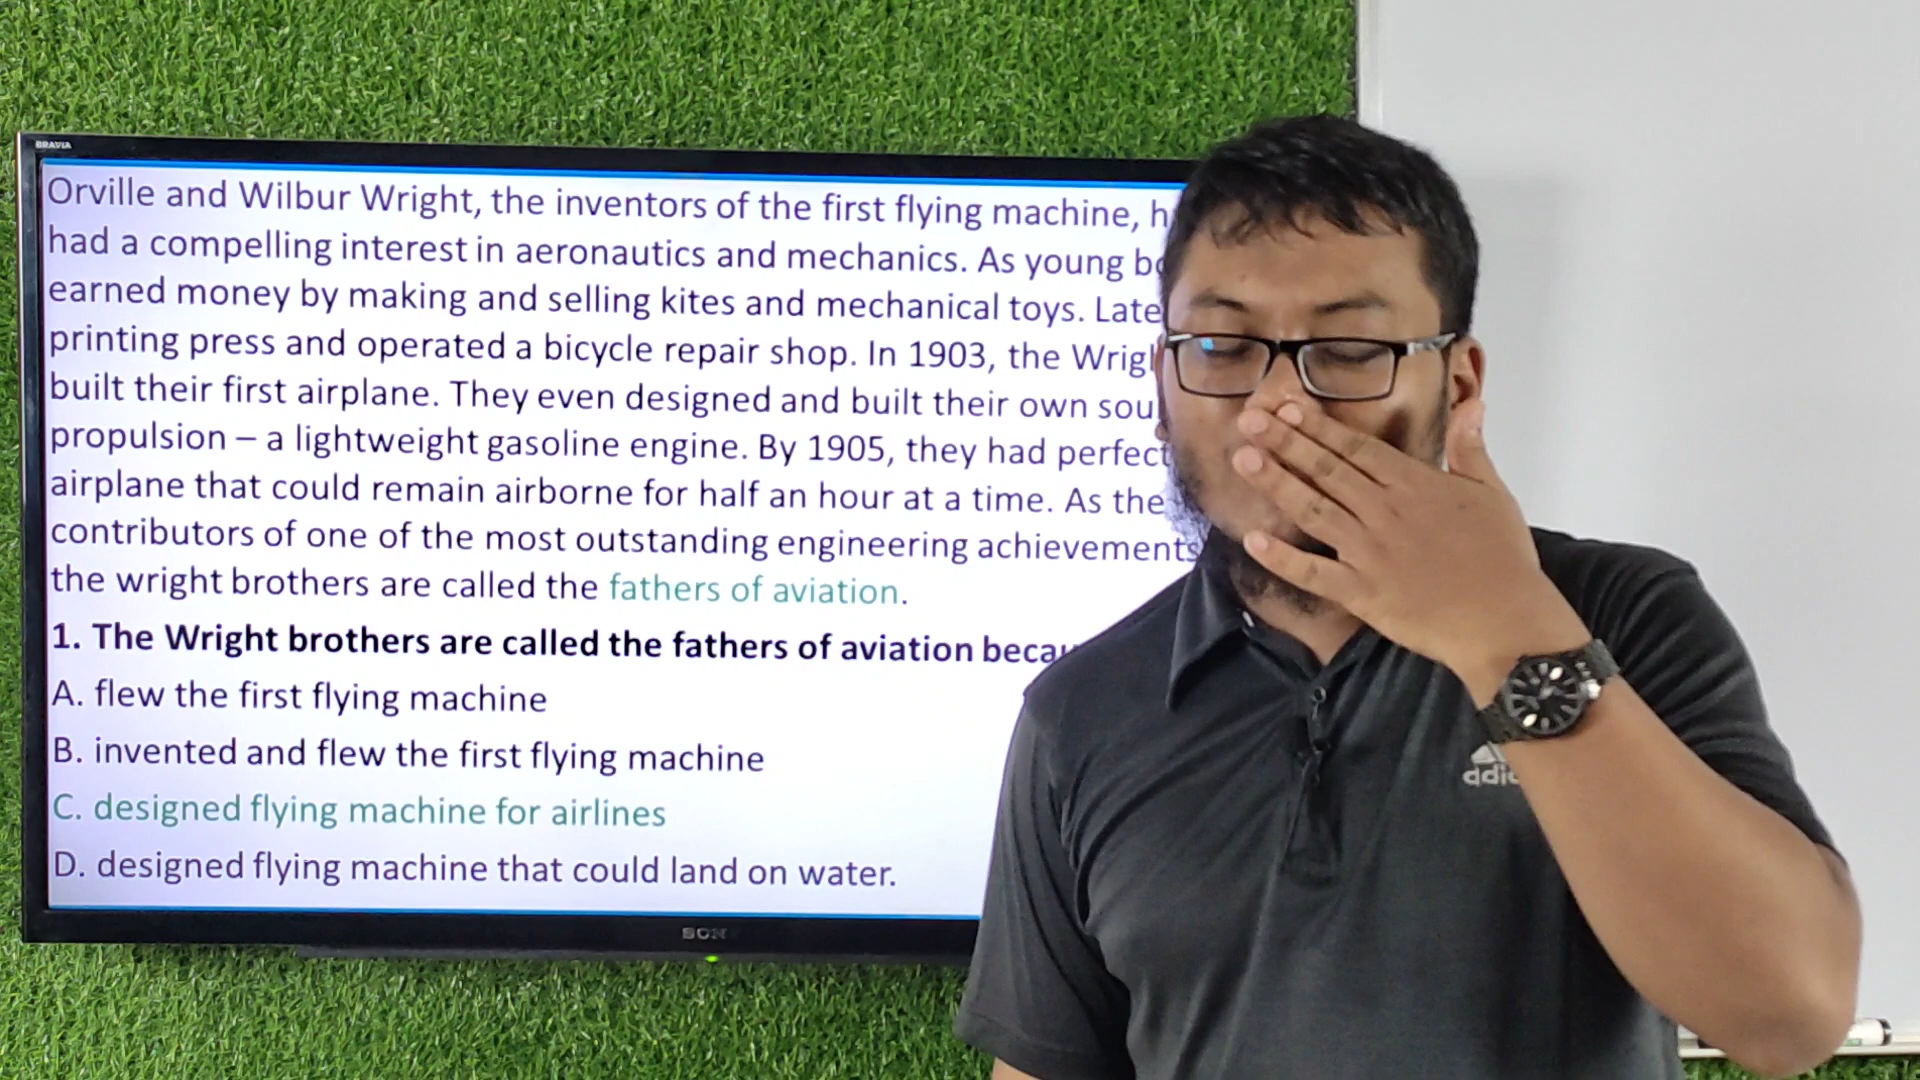 BRAVIA
Orville and Wilbur Wright, the inventors of the first flying machine,
had a compelling interest in aeronautics and mechanics. As young
earned money by making and selling kites and mechanical toys.
printing press and operated a bicycle repair shop. In 1903, the
built their first airplane. They even designed and built their own
propulsion – a lightweight gasoline engine. By 1905, they had
airplane that could remain airborne for half an hour at a time. As
contributors of one of the most outstanding engineering achievements
the wright brothers are called the fathers of aviation.
1. The Wright brothers are called the fathers of aviation
A. flew the first flying machine
B. invented and flew the first flying machine
C. designed flying machine for airlines
D. designed flying machine that could land on water.
SONY